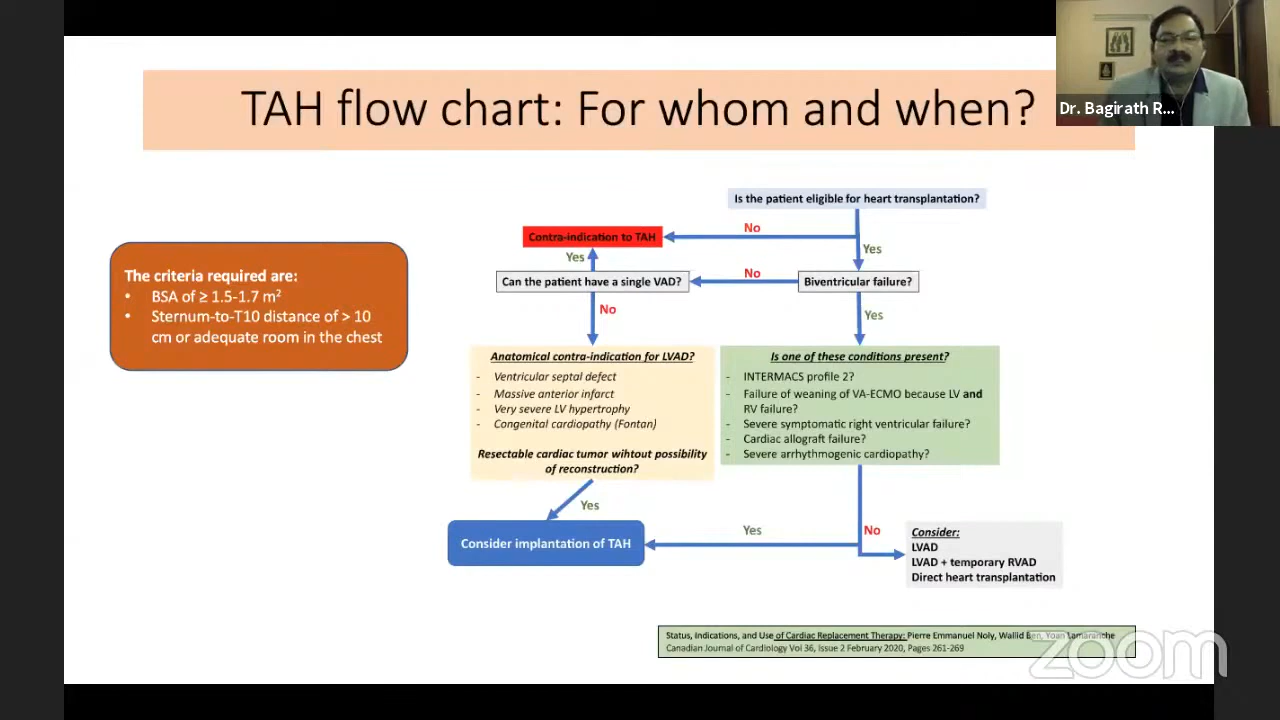 TAH flow chart: For whom and when?
Dr. Bagirath R...
Is the patient eligible for heart transplantation?
No
Contra-indication to TAH
Yes
Yes
Can the patient have a single VAD?
No
Biventricular failure?
No
Yes
The criteria required are:
• BSA of ≥ 1.5-1.7 m²
• Sternum-to-T10 distance of > 10
cm or adequate room in the chest
Anatomical contra-indication for LVAD?
- Ventricular septal defect
- Massive anterior infarct
- Very severe LV hypertrophy
- Congenital cardiopathy (Fontan)
Resectable cardiac tumor wihtout possibility
of reconstruction?
Is one of these conditions present?
- INTERMACS profile 2?
- Failure of weaning of VA-ECMO because LV and
RV failure?
- Severe symptomatic right ventricular failure?
- Cardiac allograft failure?
- Severe arrhythmogenic cardiopathy?
Yes
Consider implantation of TAH
Yes
No
Consider:
LVAD
LVAD + temporary RVAD
Direct heart transplantation
Status, Indications, and Use of Cardiac Replacement Therapy: Pierre Emmanuel Noly, Wallid Ben, Yoan Lamaranche
Canadian Journal of Cardiology Vol 36, Issue 2 February 2020, Pages 261-269
zoom